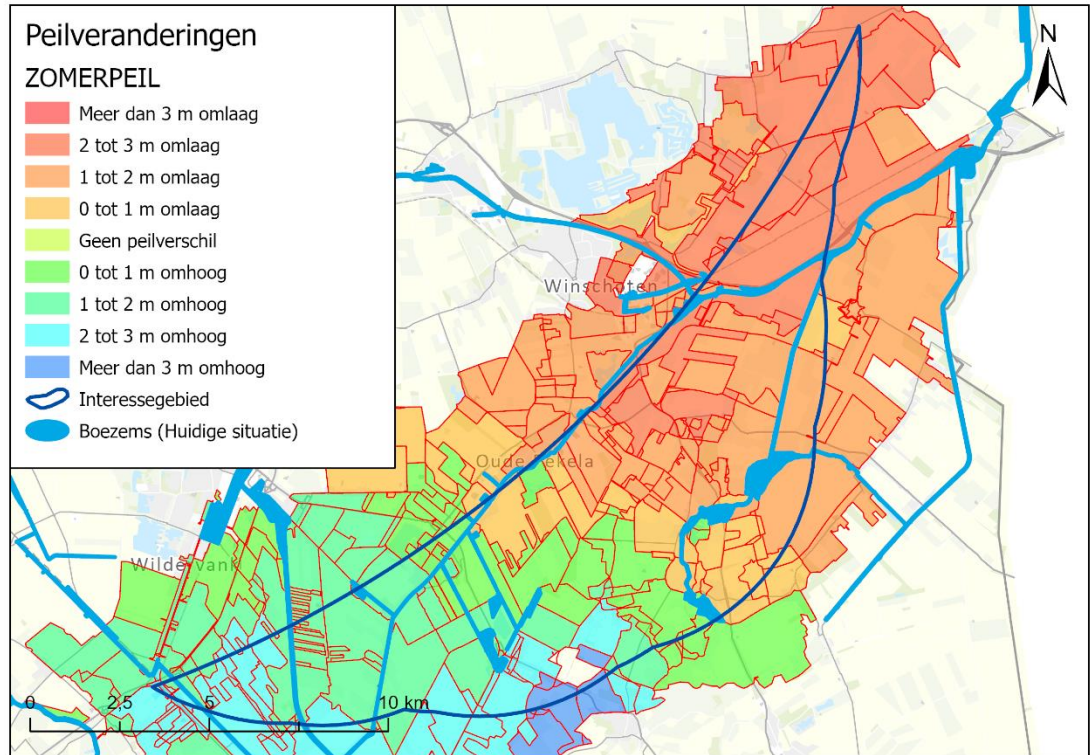 Peilveranderingen
ZOMERPEIL
Meer dan 3 m omlaag
2 tot 3 m omlaag
1 tot 2 m omlaag
0 tot 1 m omlaag
Geen peilverschil
0 tot 1 m omhoog
1 tot 2 m omhoog
2 tot 3 m omhoog
Meer dan 3 m omhoog
Interessegebied
Boezems (Huidige situatie)
N
Winschoten
Oude Pekela
Wildervank
0 2,5 5 10 km